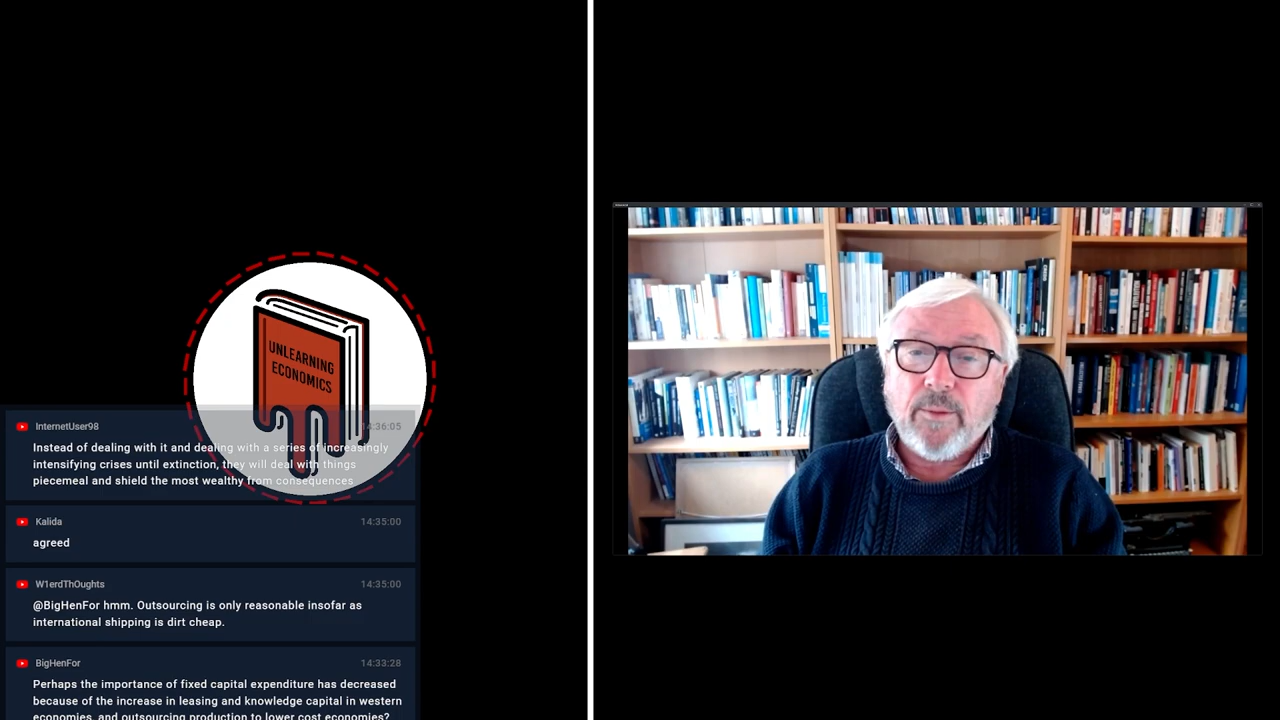 UNLEARNING
ECONOMICS
InternetUser98 14:36:05
Instead of dealing with it and dealing with a series of increasingly
intensifying crises until extinction, they will deal with things
piecemeal and shield the most wealthy from consequences
Kalida 14:35:00
agreed
W1erdThOughts 14:35:00
@BigHenFor hmm. Outsourcing is only reasonable insofar as
international shipping is dirt cheap.
BigHenFor 14:33:28
Perhaps the importance of fixed capital expenditure has decreased
because of the increase in leasing and knowledge capital in western
economies, and outsourcing production to lower cost economies?